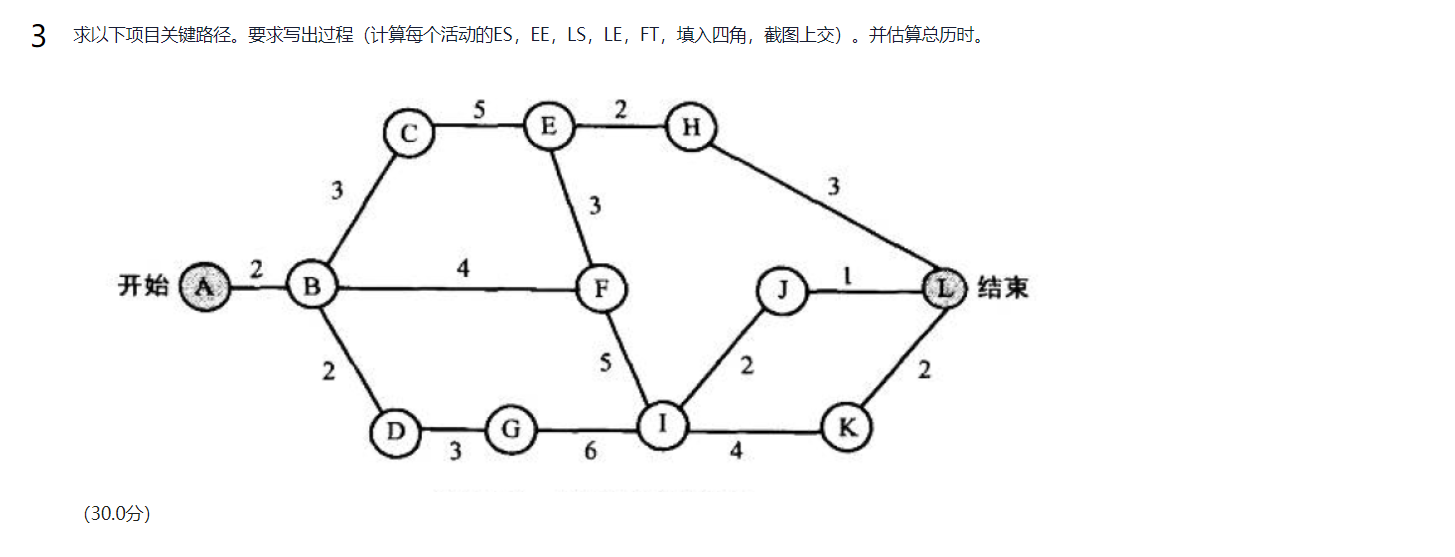 3 求以下项目关键路径。要求写出过程（计算每个活动的ES，EE，LS，LE，FT，填入四角，截图上交）。并估算总历时。
C 5 E 2 H
3 3 3
开始 A 2 B 4 F J 1 L 结束
2 5 2 2
D 3 G 6 I 4 K
(30.0分)